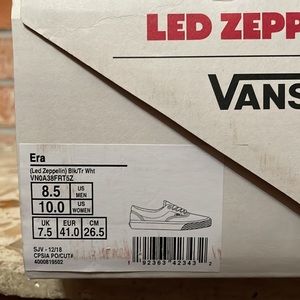 LED ZEPP
VANS
Era
(Led Zeppelin) Blk/Tr Wht
VN0A38FRT5Z
8.5 US MEN
10.0 US WOMEN
UK 7.5 EUR 41.0 CM 26.5
SJV - 12/18
CPSIA PO/CUT#
4000819502
92363 42343 2